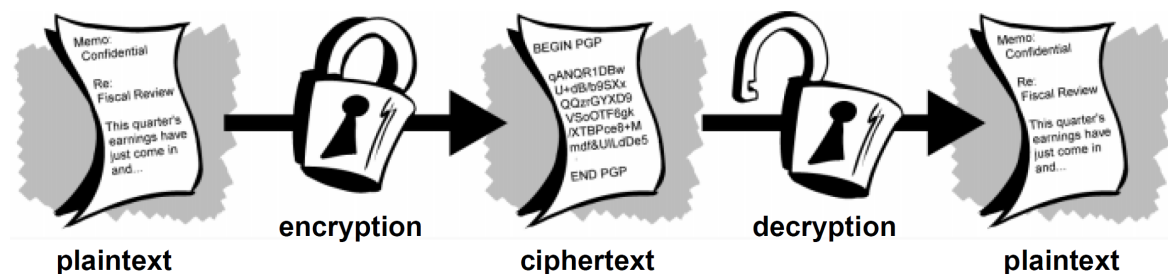 Memo:
Confidential
Re:
Fiscal Review
This quarter's
earnings have
just come in
and...
BEGIN PGP
qANQR1DBw
U+dB/b9SXx
QQzrGYXD9
VSoOTF6gk
/XTBPce8+M
mdf&UILdDe5
.
END PGP
Memo:
Confidential
Re:
Fiscal Review
This quarter's
earnings have
just come in
and...
encryption
decryption
plaintext
ciphertext
plaintext